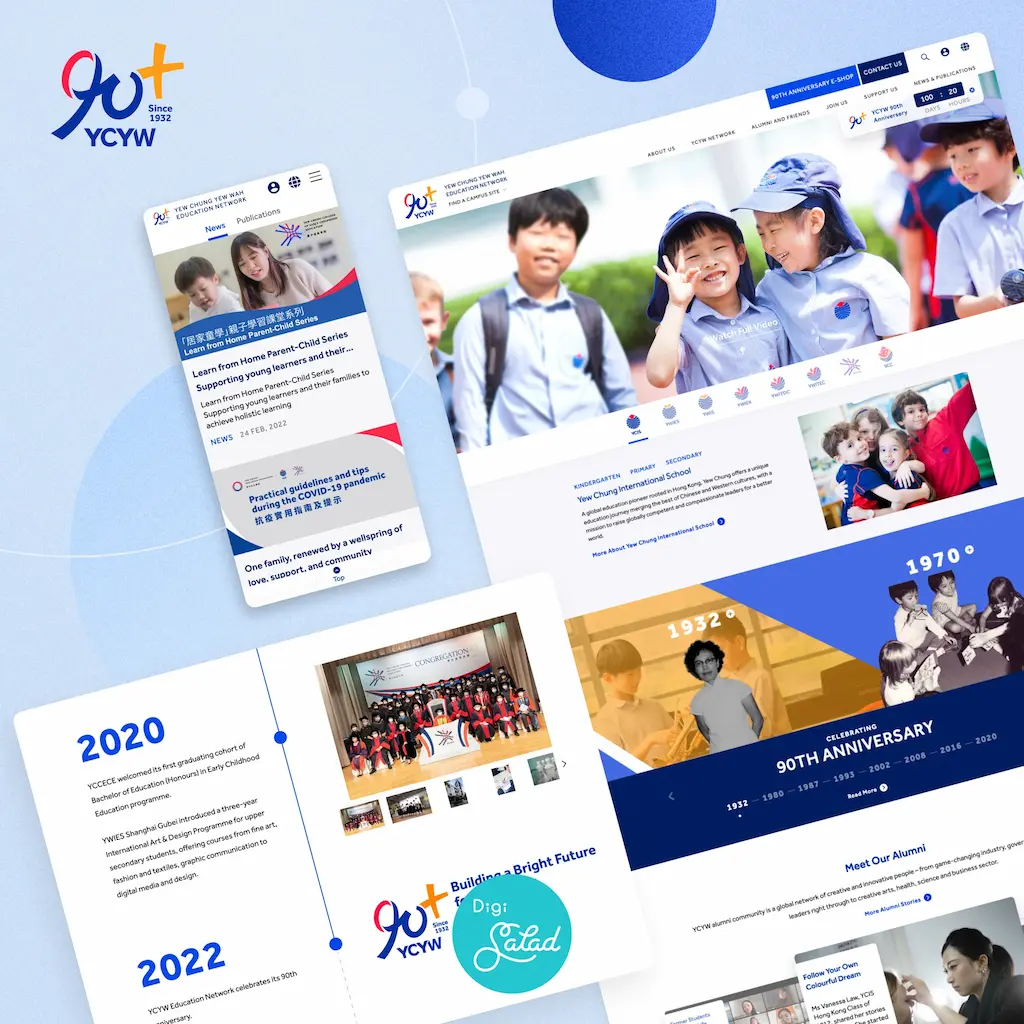 90+
Since
1932
YCYW
90+
YCYW
YEW CHUNG YEW WAH
EDUCATION NETWORK
News
Publications
「居家童學」親子學習課堂系列
Learn from Home Parent-Child Series
Learn from Home Parent-Child Series
Supporting young learners and their...
Learn from Home Parent-Child Series
Supporting young learners and their families to
achieve holistic learning
NEWS 24 FEB, 2022
Practical guidelines and tips
during the COVID-19 pandemic
抗疫實用指南及提示
One family, renewed by a wellspring of
love, support, and community
Top
90TH ANNIVERSARY E-SHOP
CONTACT US
90+
YCYW
YEW CHUNG YEW WAH
EDUCATION NETWORK
FIND A CAMPUS SITE
ABOUT US
YCYW NETWORK
ALUMNI AND FRIENDS
JOIN US
SUPPORT US
NEWS & PUBLICATIONS
90+
YCYW 90th
Anniversary
100 : 20
DAYS HOURS
Watch Full Video
YCIS
YWIES
YWIS
YWIEK
YWIEDC
YWITEC
SCC
KINDERGARTEN PRIMARY SECONDARY
Yew Chung International School
A global education pioneer rooted in Hong Kong, Yew Chung offers a unique
education journey merging the best of Chinese and Western cultures, with a
mission to raise globally competent and compassionate leaders for a better
world.
More About Yew Chung International School
1932
1970
CELEBRATING
90TH ANNIVERSARY
1932 — 1980 — 1987 — 1993 — 2002 — 2008 — 2016 — 2020
Read More
Meet Our Alumni
YCYW alumni community is a global network of creative and innovative people – from game-changing industry, gover
leaders right through to creative arts, health, science and business sector.
More Alumni Stories
Follow Your Own
Colourful Dream
Ms Vanessa Law, YCIS
Hong Kong Class of
2012, shared her stories
She started
Former Students
2020
YCCECE welcomed its first graduating cohort of
Bachelor of Education (Honours) in Early Childhood
Education programme.
YWIES Shanghai Gubei introduced a three-year
International Art & Design Programme for upper
secondary students, offering courses from fine art,
fashion and textiles, graphic communication to
digital media and design.
CONGREGATION
2022
YCYW Education Network celebrates its 90th
anniversary.
90+
Since
1932
YCYW
Building a Bright Future
Digi
Salad